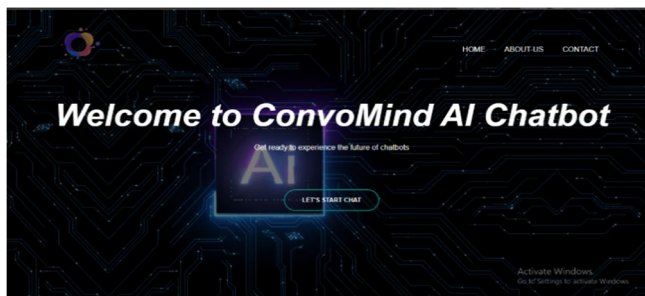 HOME ABOUT-US CONTACT
Welcome to ConvoMind AI Chatbot
Get ready to experience the future of chatbots
Ai
LET'S START CHAT
Activate Windows
Go to Settings to activate Windows.